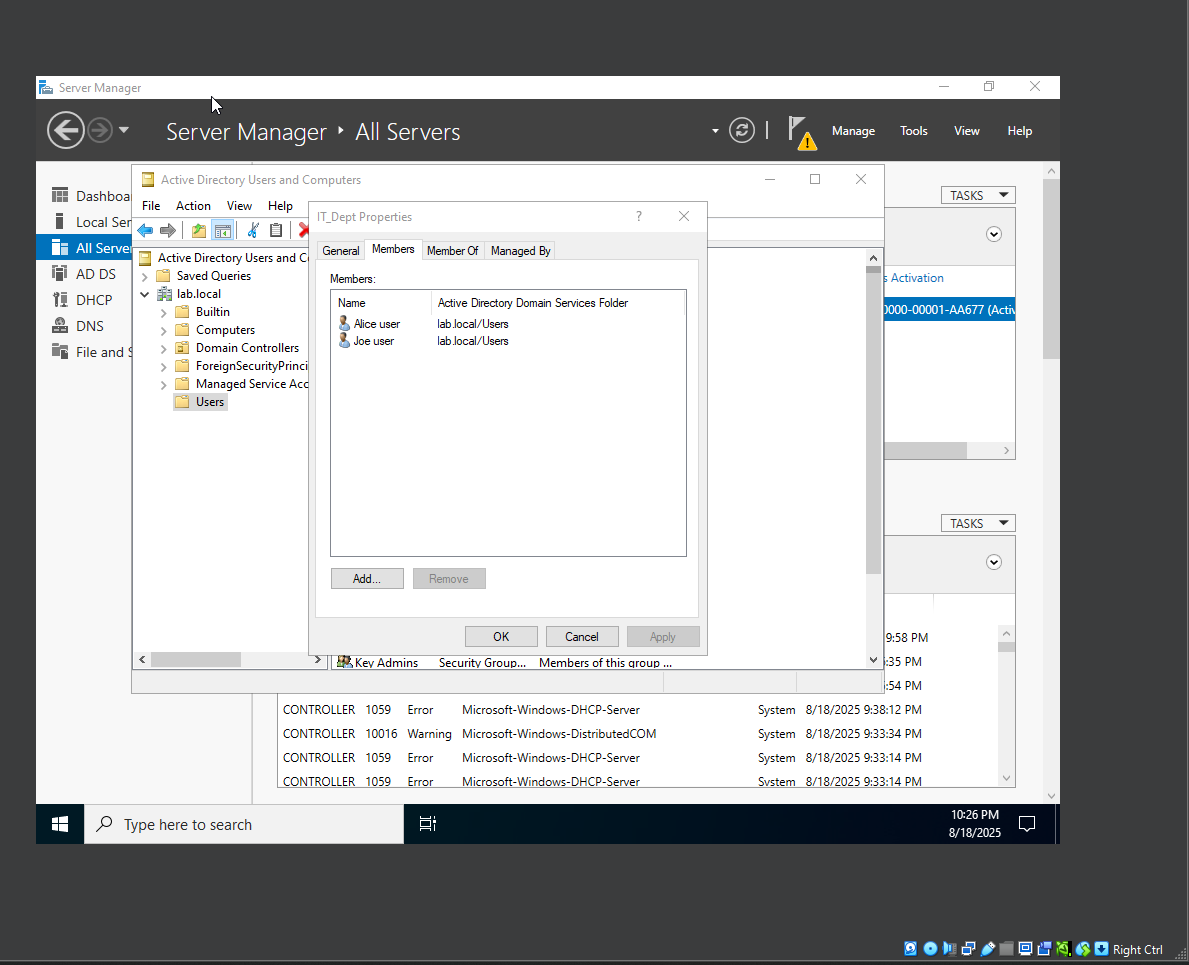 Server Manager
Server Manager ‣ All Servers
Manage Tools View Help
Dashboa
Local Ser
All Server
AD DS
DHCP
DNS
File and S
Active Directory Users and Computers
File Action View Help
Active Directory Users and C
Saved Queries
lab.local
Builtin
Computers
Domain Controllers
ForeignSecurityPrinci
Managed Service Acc
Users
IT_Dept Properties
?
General Members Member Of Managed By
Members:
Name Active Directory Domain Services Folder
Alice user lab.local/Users
Joe user lab.local/Users
Add... Remove
OK Cancel Apply
Key Admins Security Group... Members of this group ...
TASKS
s Activation
0000-00001-AA677 (Activ
TASKS
9:58 PM
:35 PM
:54 PM
CONTROLLER 1059 Error Microsoft-Windows-DHCP-Server System 8/18/2025 9:38:12 PM
CONTROLLER 10016 Warning Microsoft-Windows-DistributedCOM System 8/18/2025 9:33:34 PM
CONTROLLER 1059 Error Microsoft-Windows-DHCP-Server System 8/18/2025 9:33:14 PM
CONTROLLER 1059 Error Microsoft-Windows-DHCP-Server System 8/18/2025 9:33:14 PM
Type here to search
10:26 PM
8/18/2025
Right Ctrl